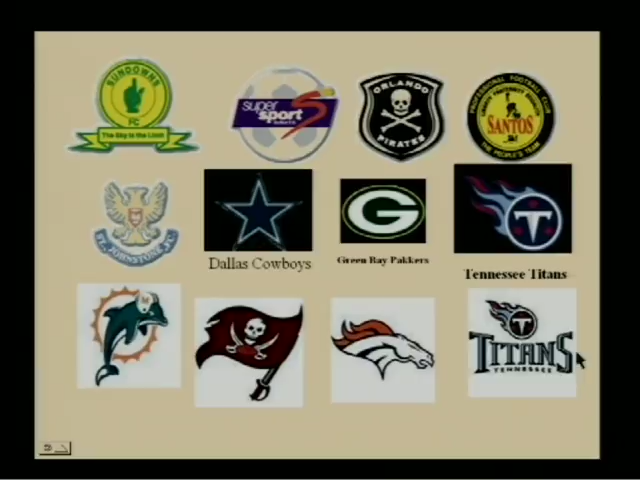 SUNDOWNS
FC
The Sky is the Limit
super
sport
ORLANDO
PIRATES
PROFESSIONAL FOOTBALL CLUB
SANTOS
THE PEOPLE'S TEAM
ST. JOHNSTONE F.C.
G
T
Dallas Cowboys
Green Bay Pakkers
Tennessee Titans
T
TITANS
TENNESSEE